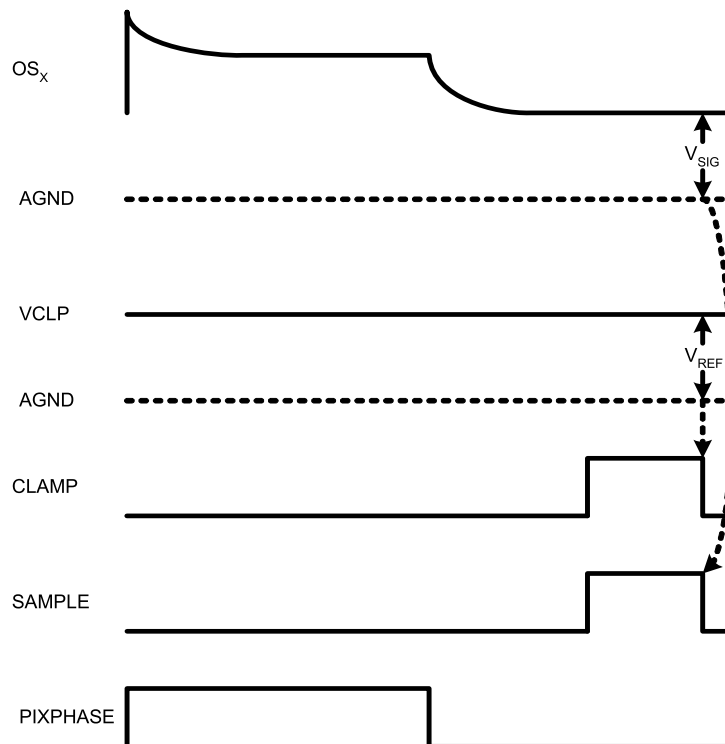 OSX
VSIG
AGND
VCLP
VREF
AGND
CLAMP
SAMPLE
PIXPHASE